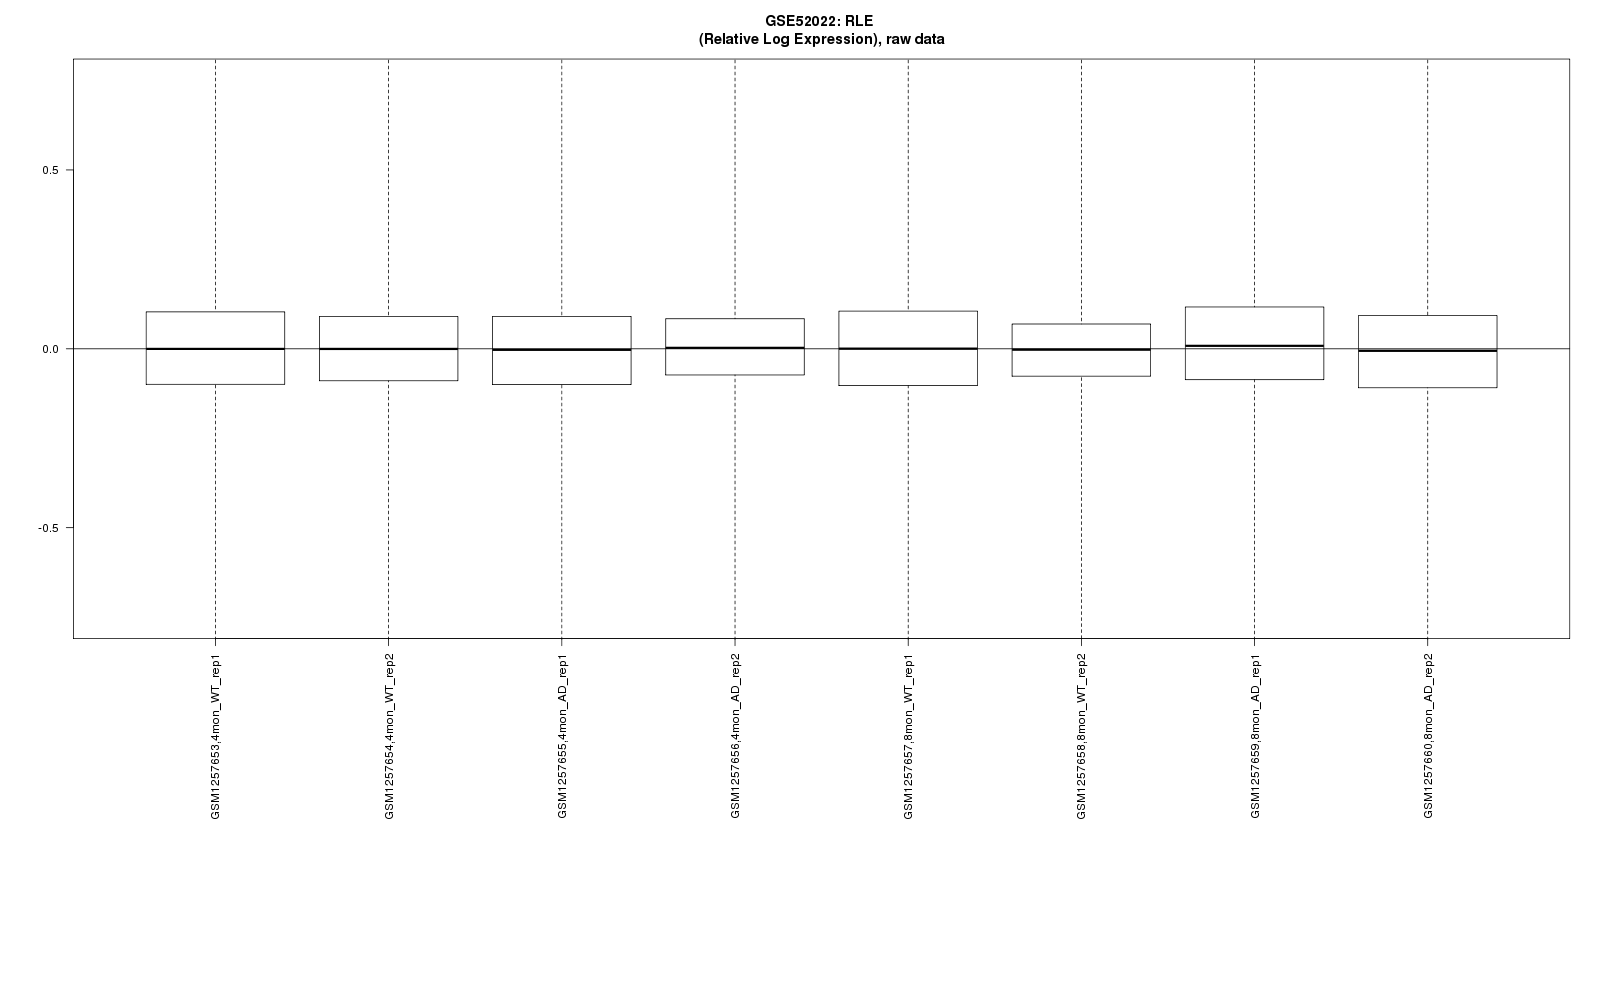 GSE52022: RLE
(Relative Log Expression), raw data
0.5
0.0
-0.5
GSM1257653,4mon_WT_rep1
GSM1257654,4mon_WT_rep2
GSM1257655,4mon_AD_rep1
GSM1257656,4mon_AD_rep2
GSM1257657,8mon_WT_rep1
GSM1257658,8mon_WT_rep2
GSM1257659,8mon_AD_rep1
GSM1257660,8mon_AD_rep2